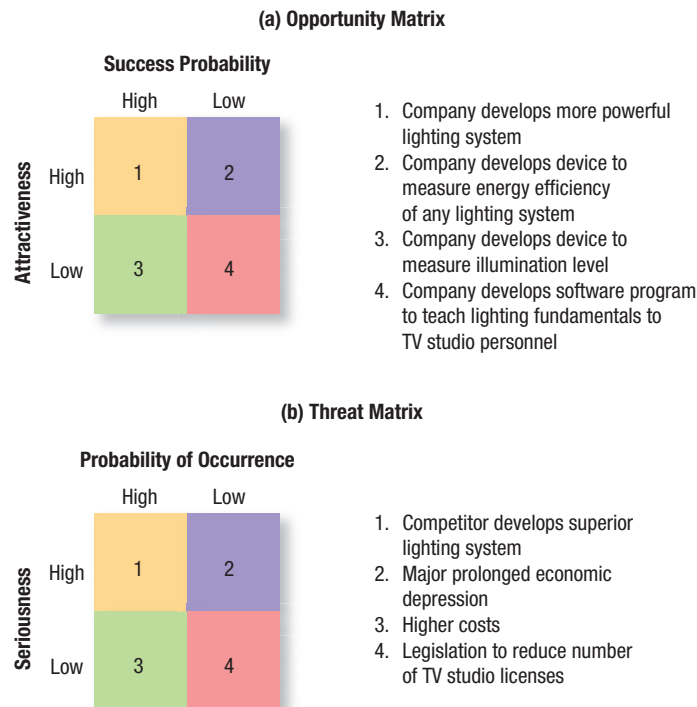 (a) Opportunity Matrix
Success Probability
High Low
Attractiveness
High 1 2
Low 3 4
1. Company develops more powerful
lighting system
2. Company develops device to
measure energy efficiency
of any lighting system
3. Company develops device to
measure illumination level
4. Company develops software program
to teach lighting fundamentals to
TV studio personnel
(b) Threat Matrix
Probability of Occurrence
High Low
Seriousness
High 1 2
Low 3 4
1. Competitor develops superior
lighting system
2. Major prolonged economic
depression
3. Higher costs
4. Legislation to reduce number
of TV studio licenses